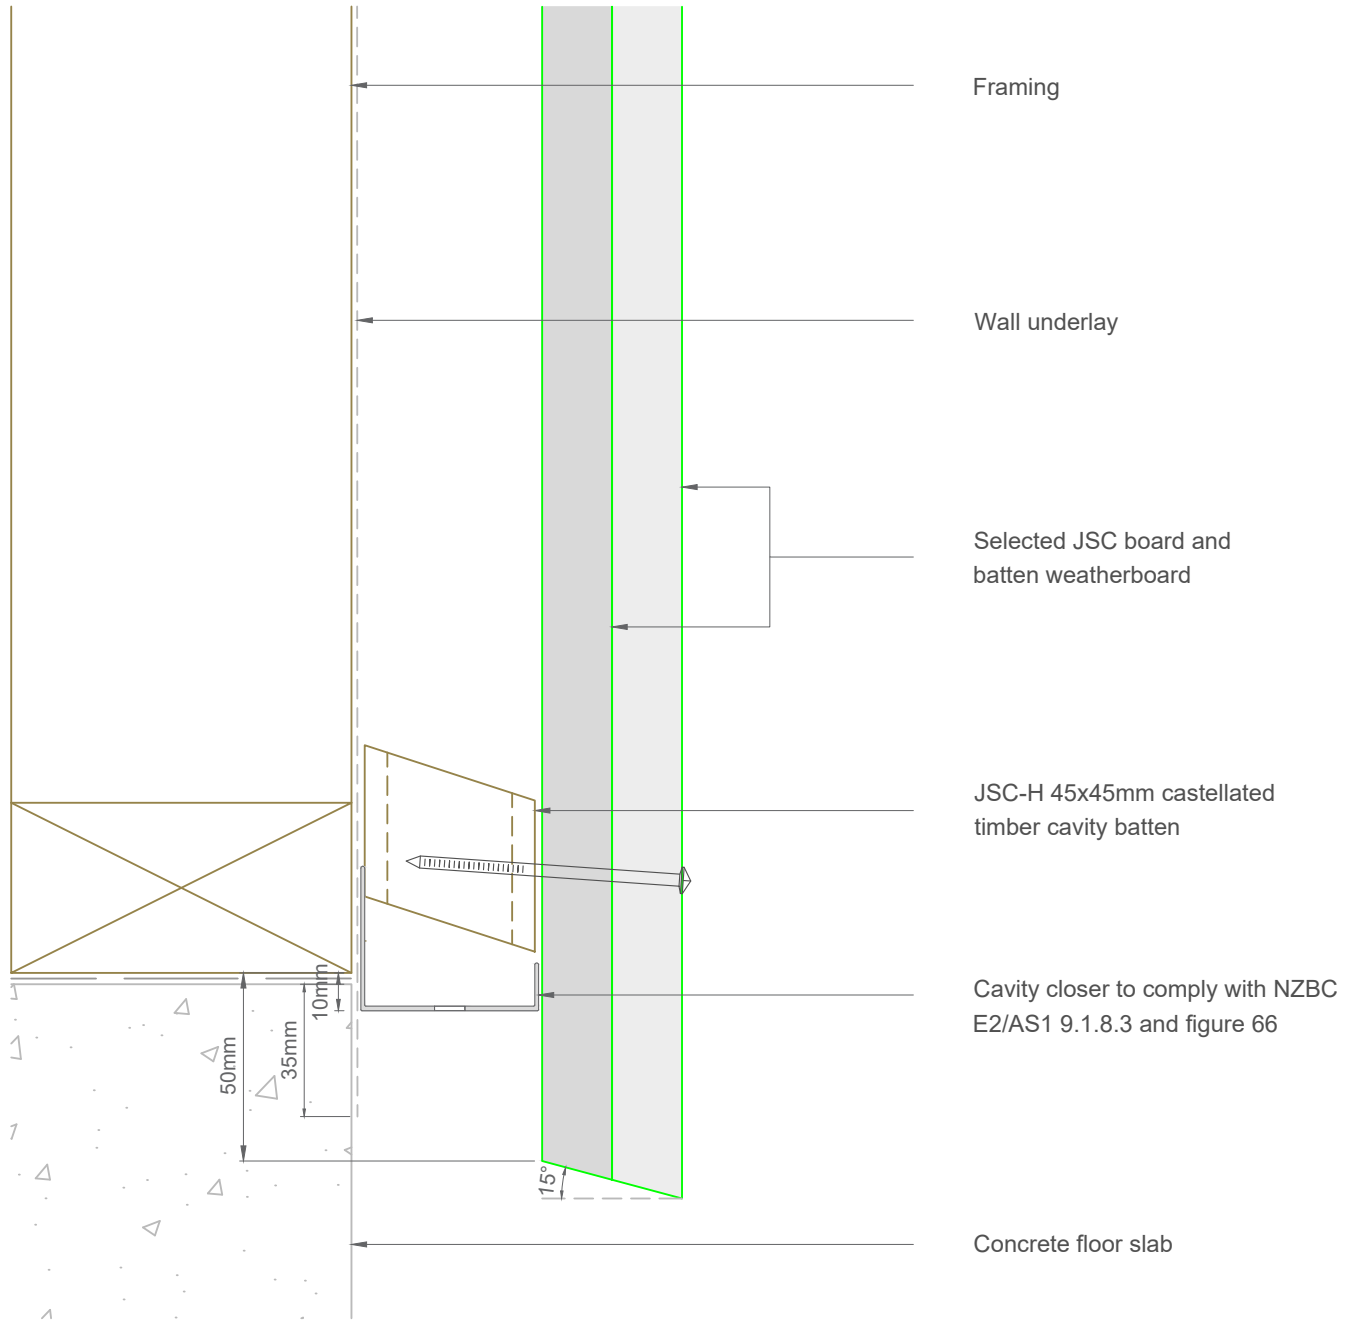 Framing
Wall underlay
Selected JSC board and
batten weatherboard
JSC-H 45x45mm castellated
timber cavity batten
Cavity closer to comply with NZBC
E2/AS1 9.1.8.3 and figure 66
10mm
35mm
50mm
15°
Concrete floor slab